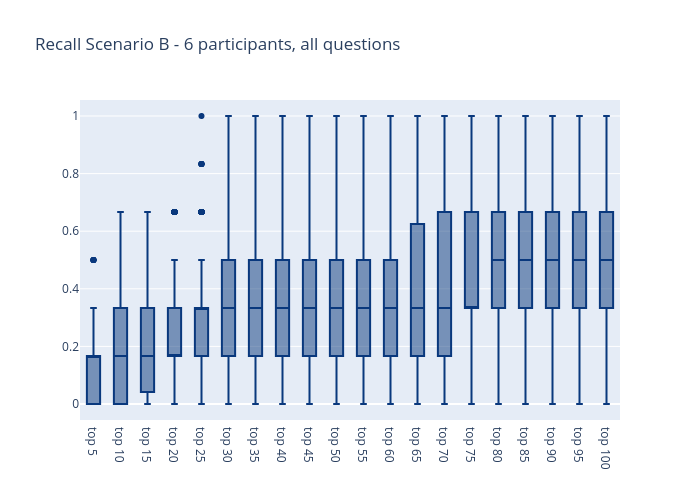 Recall Scenario B - 6 participants, all questions
1
0.8
0.6
0.4
0.2
0
top 5
top 10
top 15
top 20
top 25
top 30
top 35
top 40
top 45
top 50
top 55
top 60
top 65
top 70
top 75
top 80
top 85
top 90
top 95
top 100